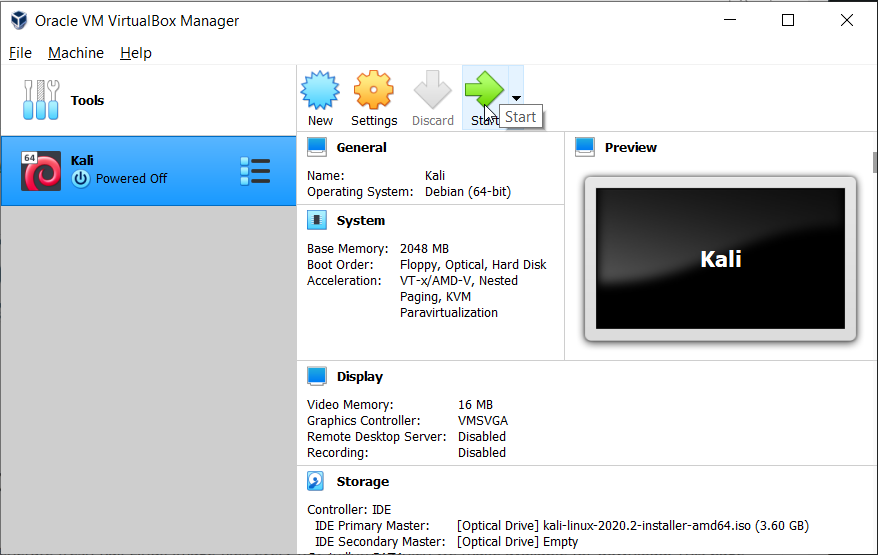 Oracle VM VirtualBox Manager
File Machine Help
Tools
New Settings Discard Start
Start
64
Kali
Powered Off
General
Name: Kali
Operating System: Debian (64-bit)
System
Base Memory: 2048 MB
Boot Order: Floppy, Optical, Hard Disk
Acceleration: VT-x/AMD-V, Nested
Paging, KVM
Paravirtualization
Preview
Kali
Display
Video Memory: 16 MB
Graphics Controller: VMSVGA
Remote Desktop Server: Disabled
Recording: Disabled
Storage
Controller: IDE
IDE Primary Master: [Optical Drive] kali-linux-2020.2-installer-amd64.iso (3.60 GB)
IDE Secondary Master: [Optical Drive] Empty